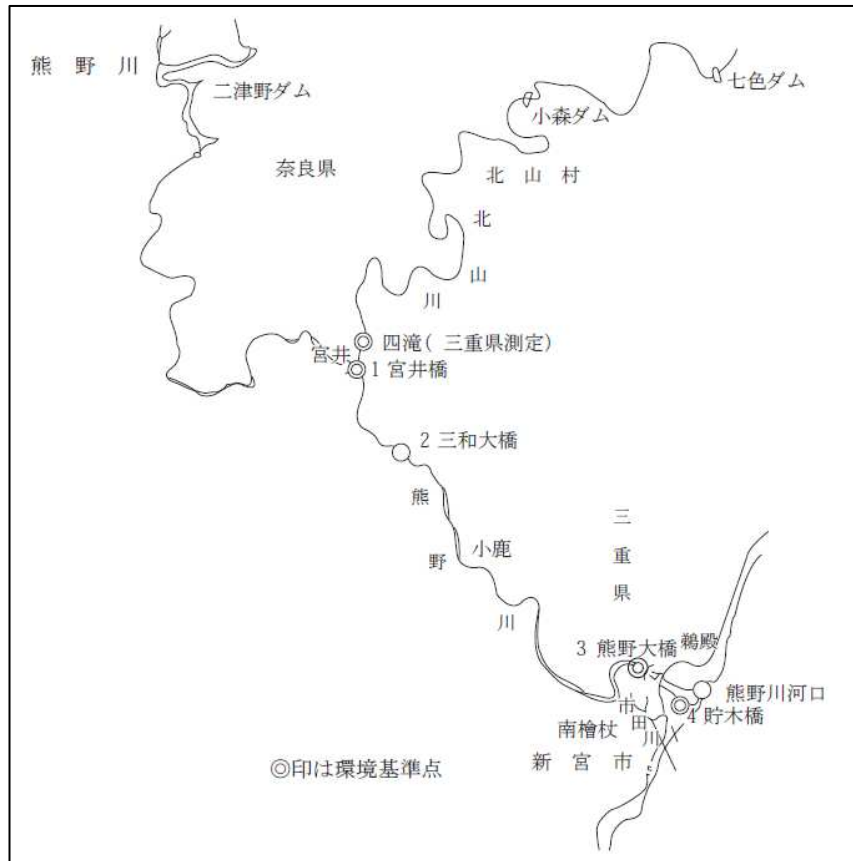 熊野川
二津野ダム
七色ダム
小森ダム
奈良県
北山村
北山川
四滝(三重県測定)
宮井
1 宮井橋
2 三和大橋
熊野川
小鹿
三重県
3 熊野大橋
鵜殿
熊野川河口
4 貯木橋
市田川
南檜杖
新宮市
◎印は環境基準点